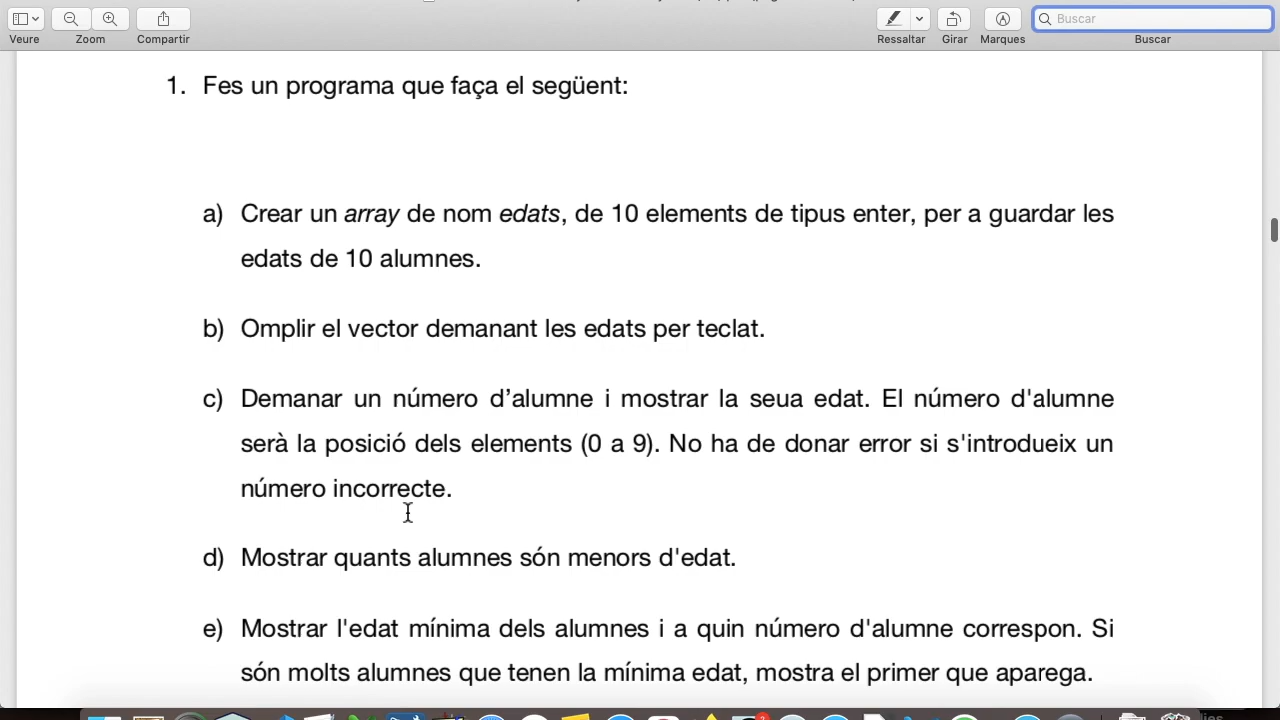 Buscar
Veure
Zoom
Compartir
Ressaltar
Girar
Marques
Buscar
1. Fes un programa que faça el següent:
a) Crear un array de nom edats, de 10 elements de tipus enter, per a guardar les
edats de 10 alumnes.
b) Omplir el vector demanant les edats per teclat.
c) Demanar un número d’alumne i mostrar la seua edat. El número d'alumne
serà la posició dels elements (0 a 9). No ha de donar error si s'introdueix un
número incorrecte.
d) Mostrar quants alumnes són menors d'edat.
e) Mostrar l'edat mínima dels alumnes i a quin número d'alumne correspon. Si
són molts alumnes que tenen la mínima edat, mostra el primer que aparega.